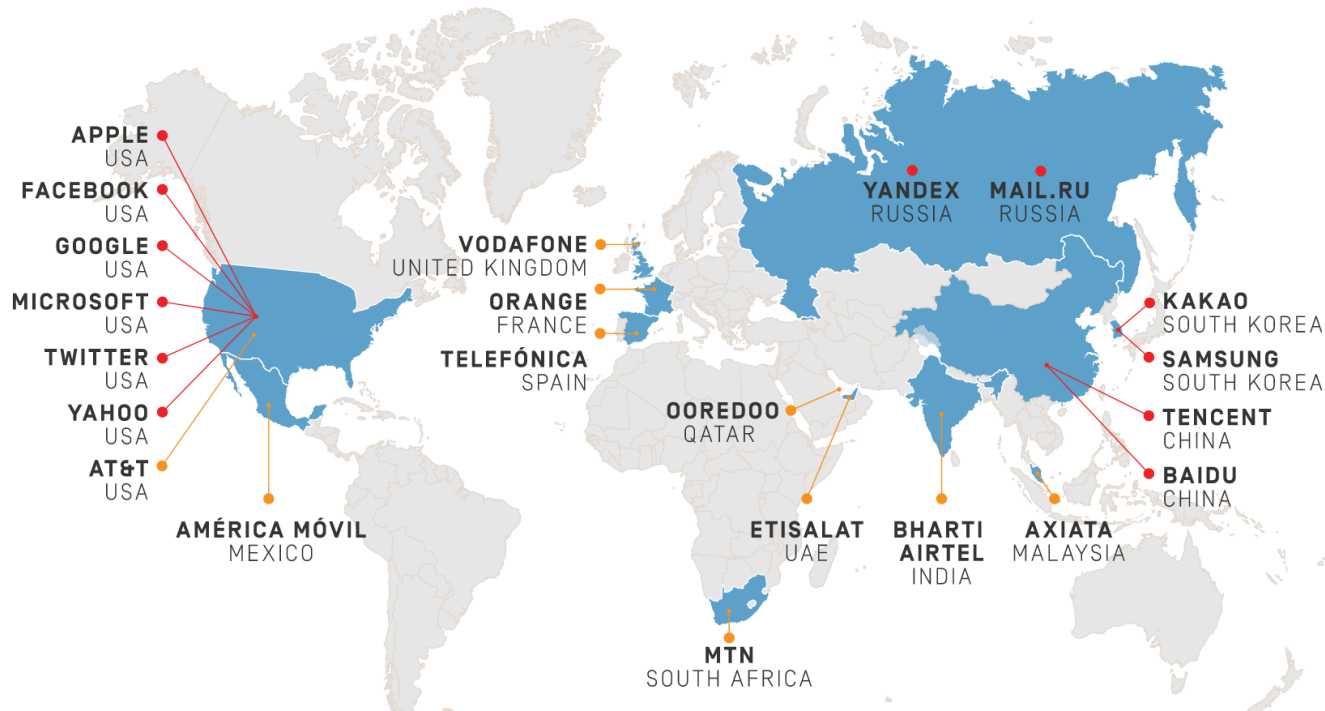 APPLE
USA
FACEBOOK
USA
GOOGLE
USA
MICROSOFT
USA
TWITTER
USA
YAHOO
USA
AT&T
USA
AMÉRICA MÓVIL
MEXICO
VODAFONE
UNITED KINGDOM
ORANGE
FRANCE
TELEFÓNICA
SPAIN
OOREDOO
QATAR
ETISALAT
UAE
BHARTI
AIRTEL
INDIA
AXIATA
MALAYSIA
MTN
SOUTH AFRICA
YANDEX
RUSSIA
MAIL.RU
RUSSIA
KAKAO
SOUTH KOREA
SAMSUNG
SOUTH KOREA
TENCENT
CHINA
BAIDU
CHINA